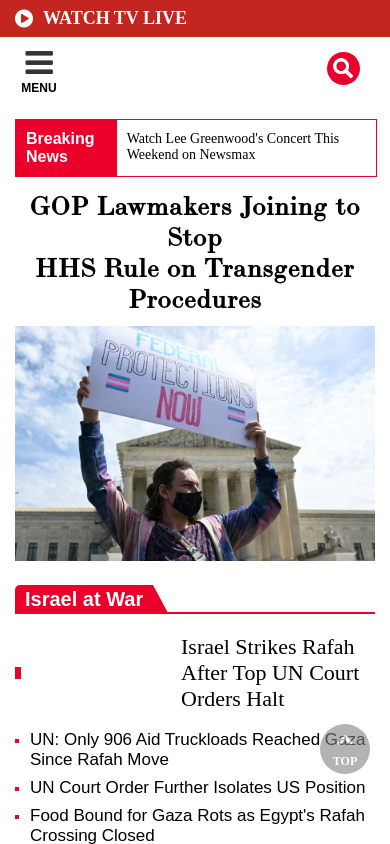 WATCH TV LIVE
MENU
Breaking
News
Watch Lee Greenwood's Concert This
Weekend on Newsmax
GOP Lawmakers Joining to
Stop
HHS Rule on Transgender
Procedures
FEDERAL
PROTECTIONS
NOW
Israel at War
Israel Strikes Rafah
After Top UN Court
Orders Halt
UN: Only 906 Aid Truckloads Reached Gaza
Since Rafah Move
TOP
UN Court Order Further Isolates US Position
Food Bound for Gaza Rots as Egypt's Rafah
Crossing Closed